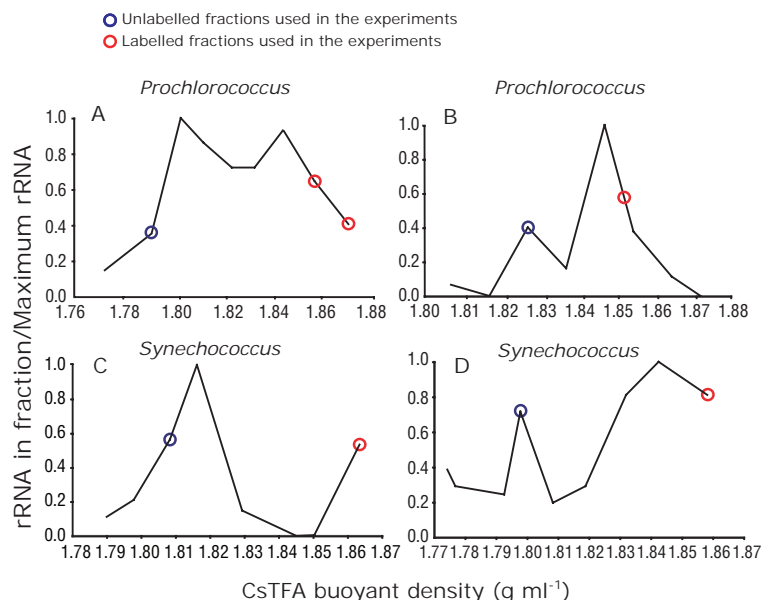 Unlabelled fractions used in the experiments
Labelled fractions used in the experiments
Prochlorococcus
Prochlorococcus
A
B
1.0
0.8
0.6
0.4
0.2
0.0
1.76 1.78 1.80 1.82 1.84 1.86 1.88
1.0
0.8
0.6
0.4
0.2
0.0
1.80 1.81 1.82 1.83 1.84 1.85 1.86 1.87 1.88
Synechococcus
Synechococcus
C
D
1.0
0.8
0.6
0.4
0.2
0.0
1.78 1.79 1.80 1.81 1.82 1.83 1.84 1.85 1.86 1.87
1.0
0.8
0.6
0.4
0.2
0.0
1.77 1.78 1.79 1.80 1.81 1.82 1.83 1.84 1.85 1.86 1.87
rRNA in fraction/Maximum rRNA
CsTFA buoyant density (g ml⁻¹)